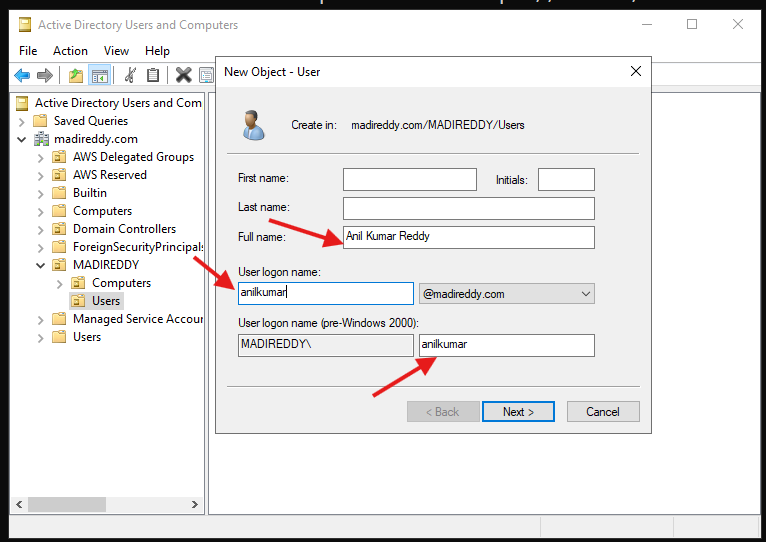 Active Directory Users and Computers
File Action View Help
Active Directory Users and Com
Saved Queries
madireddy.com
AWS Delegated Groups
AWS Reserved
Builtin
Computers
Domain Controllers
ForeignSecurityPrincipals
MADIREDDY
Computers
Users
Managed Service Accour
Users
New Object - User
Create in: madireddy.com/MADIREDDY/Users
First name: Initials:
Last name:
Full name: Anil Kumar Reddy
User logon name:
anilkumar @madireddy.com
User logon name (pre-Windows 2000):
MADIREDDY\ anilkumar
< Back Next > Cancel